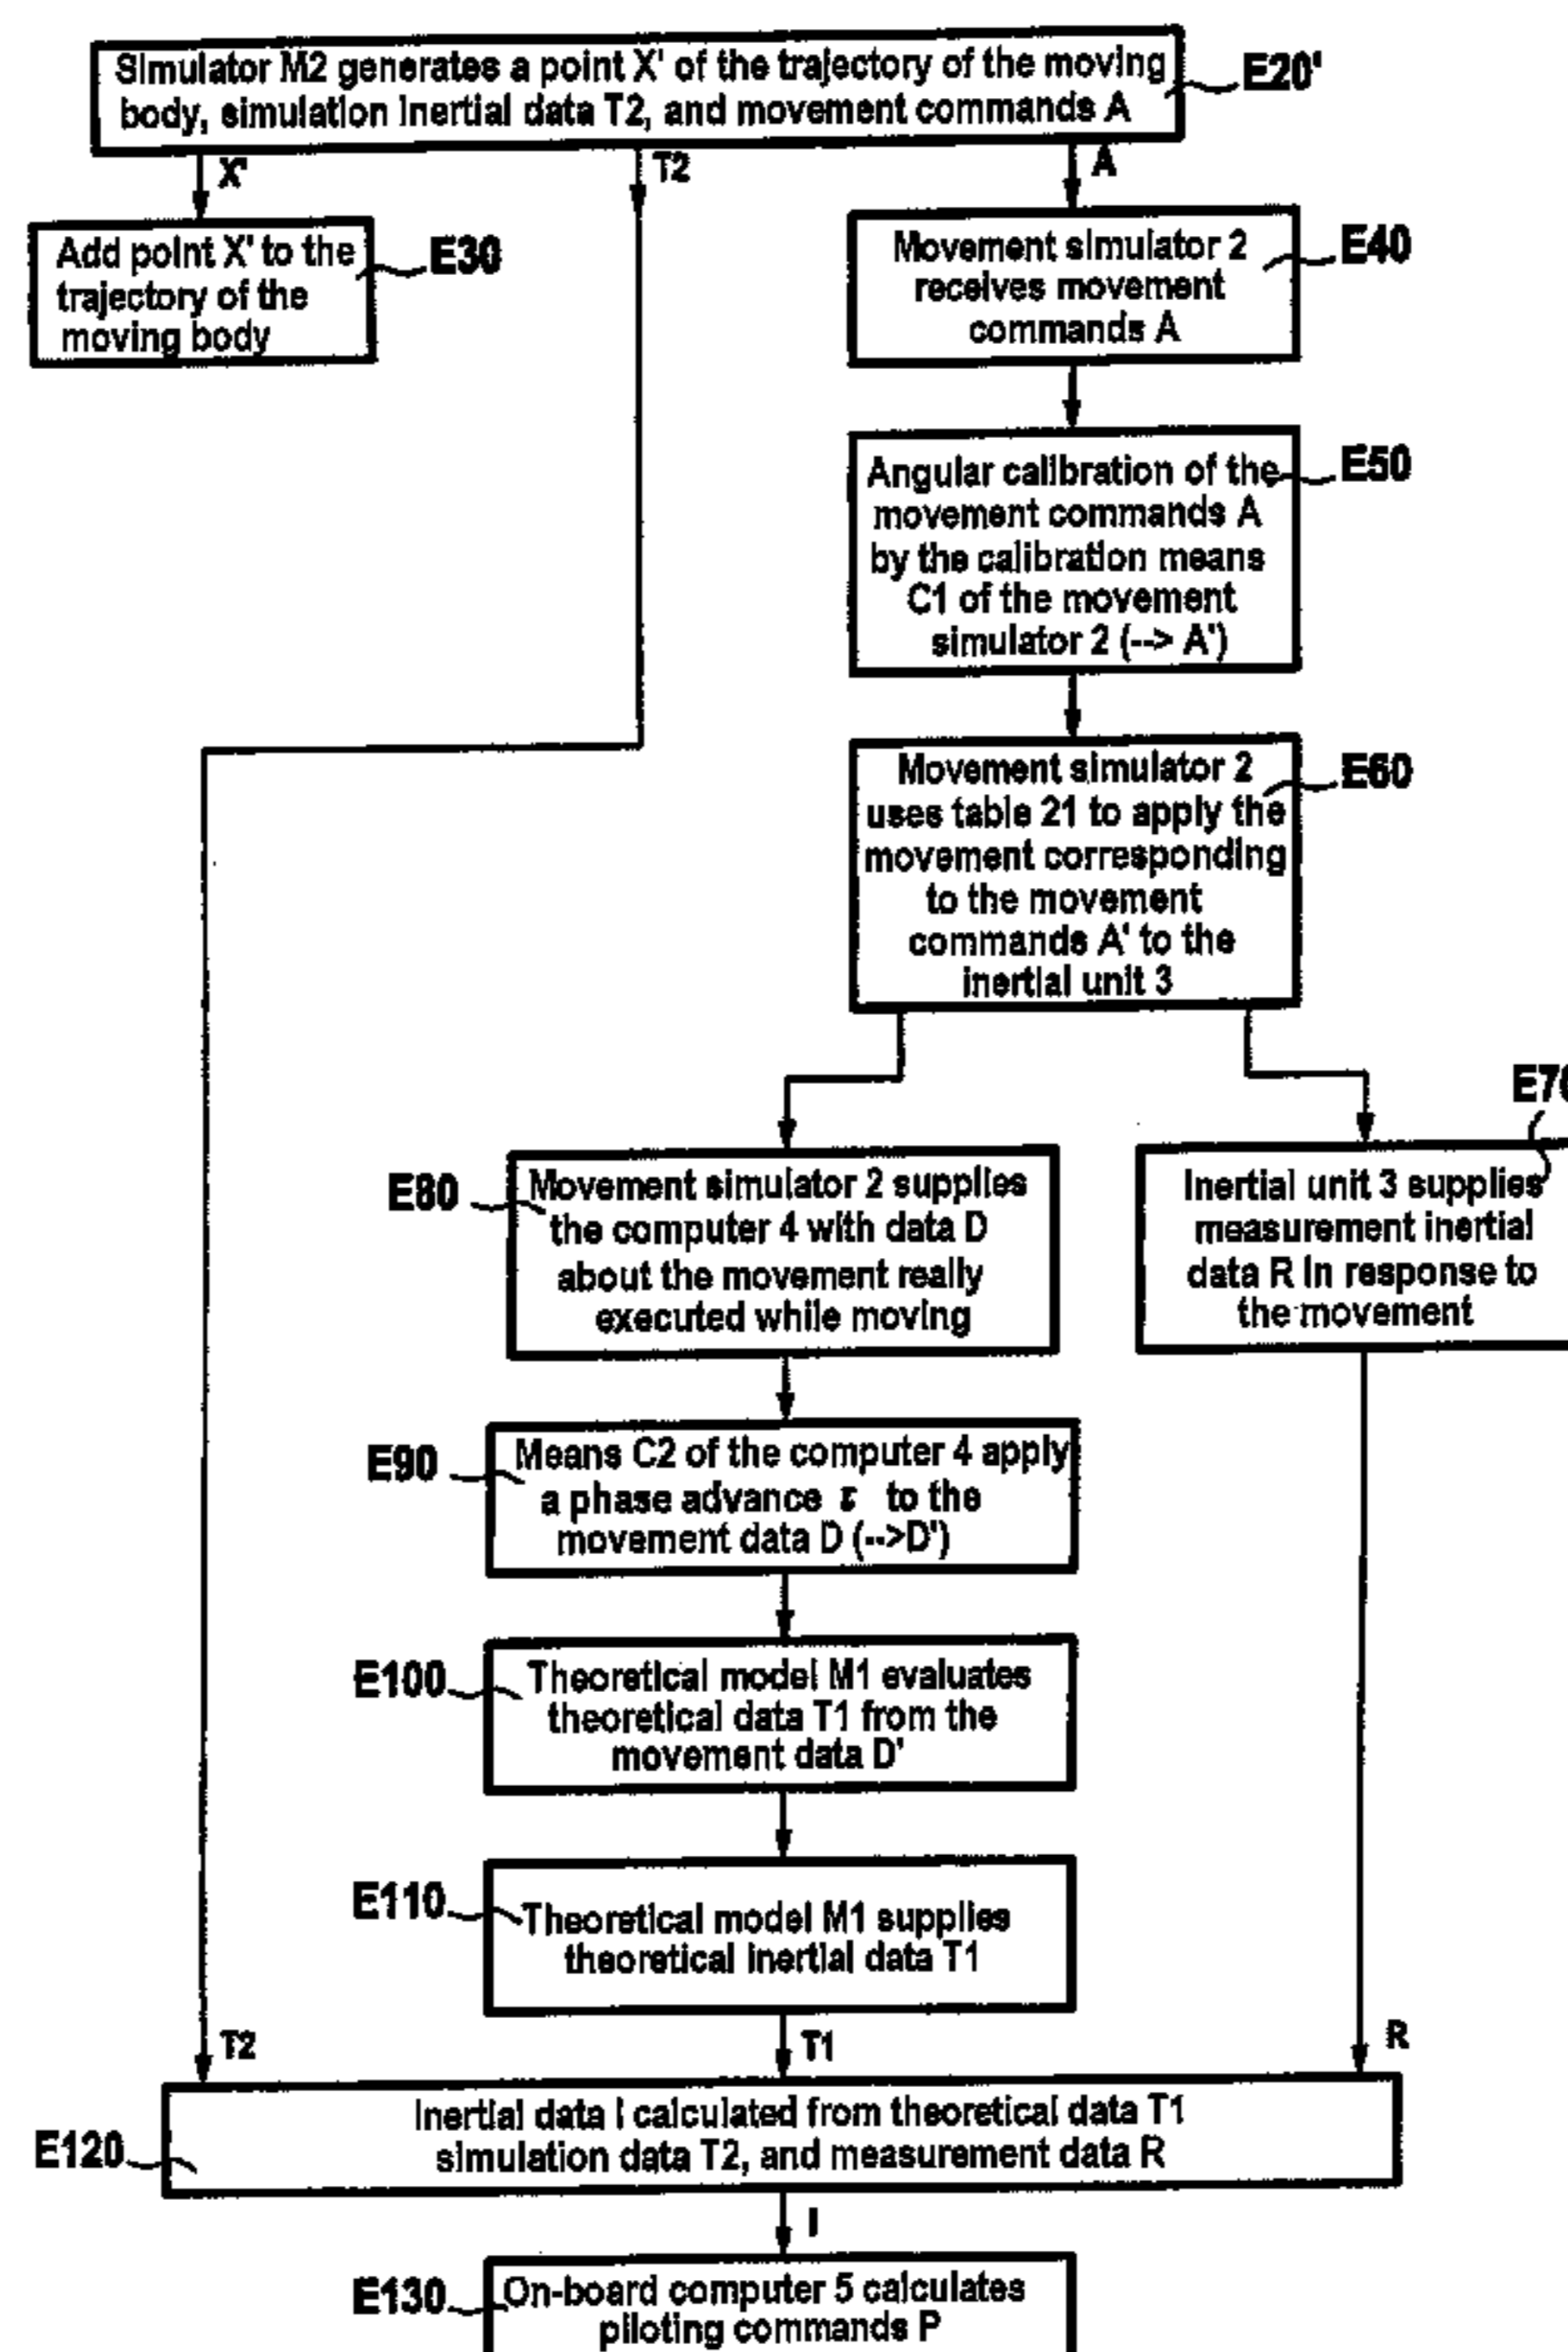 Simulator M2 generates a point X' of the trajectory of the moving
body, simulation inertial data T2, and movement commands A
E20'
X'
T2
A
Add point X' to the
trajectory of the
moving body
E30
Movement simulator 2
receives movement
commands A
E40
Angular calibration of the
movement commands A
by the calibration means
C1 of the movement
simulator 2 (--> A')
E50
Movement simulator 2
uses table 21 to apply the
movement corresponding
to the movement
commands A' to the
inertial unit 3
E60
E80
Movement simulator 2 supplies
the computer 4 with data D
about the movement really
executed while moving
E70
Inertial unit 3 supplies
measurement inertial
data R in response to
the movement
E90
Means C2 of the computer 4 apply
a phase advance ε to the
movement data D (-->D')
E100
Theoretical model M1 evaluates
theoretical data T1 from the
movement data D'
E110
Theoretical model M1 supplies
theoretical inertial data T1
T2
T1
R
E120
Inertial data I calculated from theoretical data T1
simulation data T2, and measurement data R
I
E130
On-board computer 5 calculates
piloting commands P